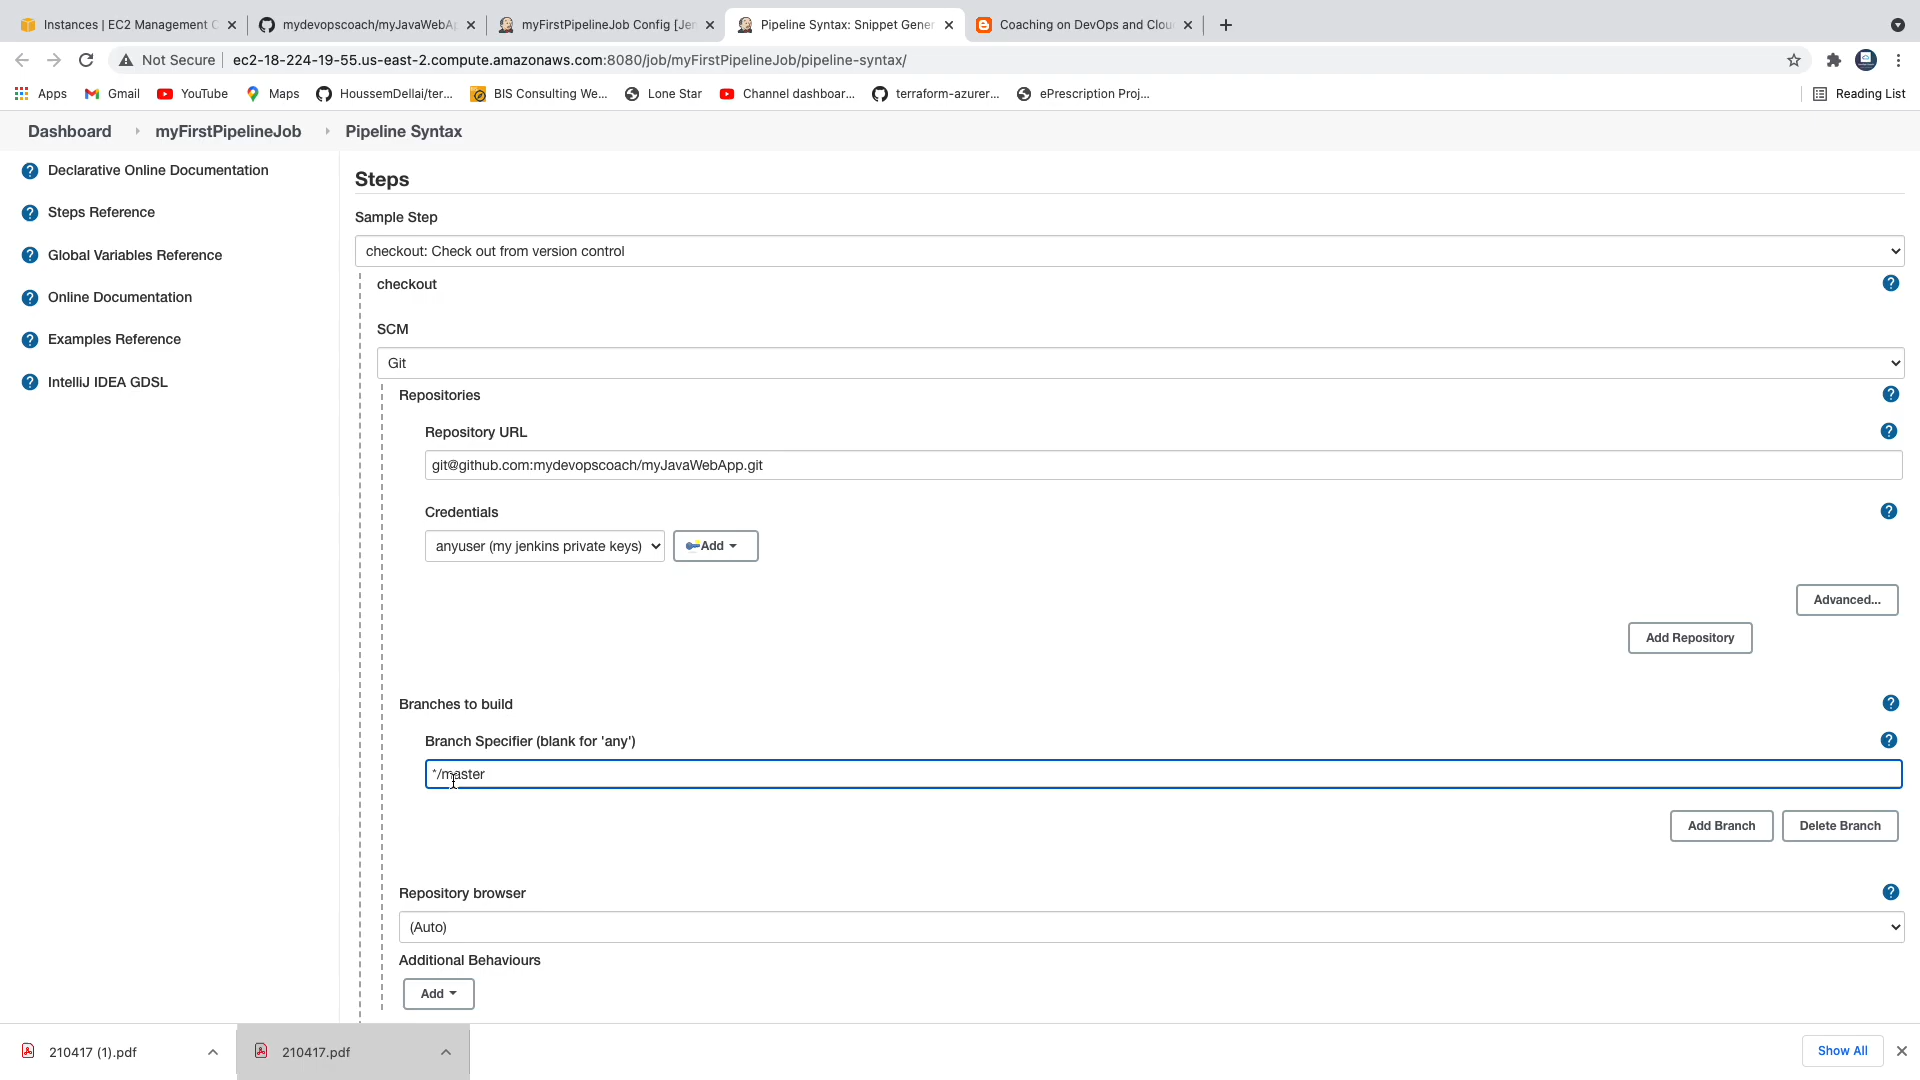 Instances | EC2 Management C
mydevopscoach/myJavaWebAp
myFirstPipelineJob Config [Jen
Pipeline Syntax: Snippet Gener
Coaching on DevOps and Clou
Not Secure
ec2-18-224-19-55.us-east-2.compute.amazonaws.com:8080/job/myFirstPipelineJob/pipeline-syntax/
Apps
Gmail
YouTube
Maps
HoussemDellai/ter...
BIS Consulting We...
Lone Star
Channel dashboar...
terraform-azurer...
ePrescription Proj...
Reading List
Dashboard
myFirstPipelineJob
Pipeline Syntax
Declarative Online Documentation
Steps Reference
Global Variables Reference
Online Documentation
Examples Reference
IntelliJ IDEA GDSL
Steps
Sample Step
checkout: Check out from version control
checkout
SCM
Git
Repositories
Repository URL
git@github.com:mydevopscoach/myJavaWebApp.git
Credentials
anyuser (my jenkins private keys)
Add
Advanced...
Add Repository
Branches to build
Branch Specifier (blank for 'any')
*/master
Add Branch
Delete Branch
Repository browser
(Auto)
Additional Behaviours
Add
210417 (1).pdf
210417.pdf
Show All